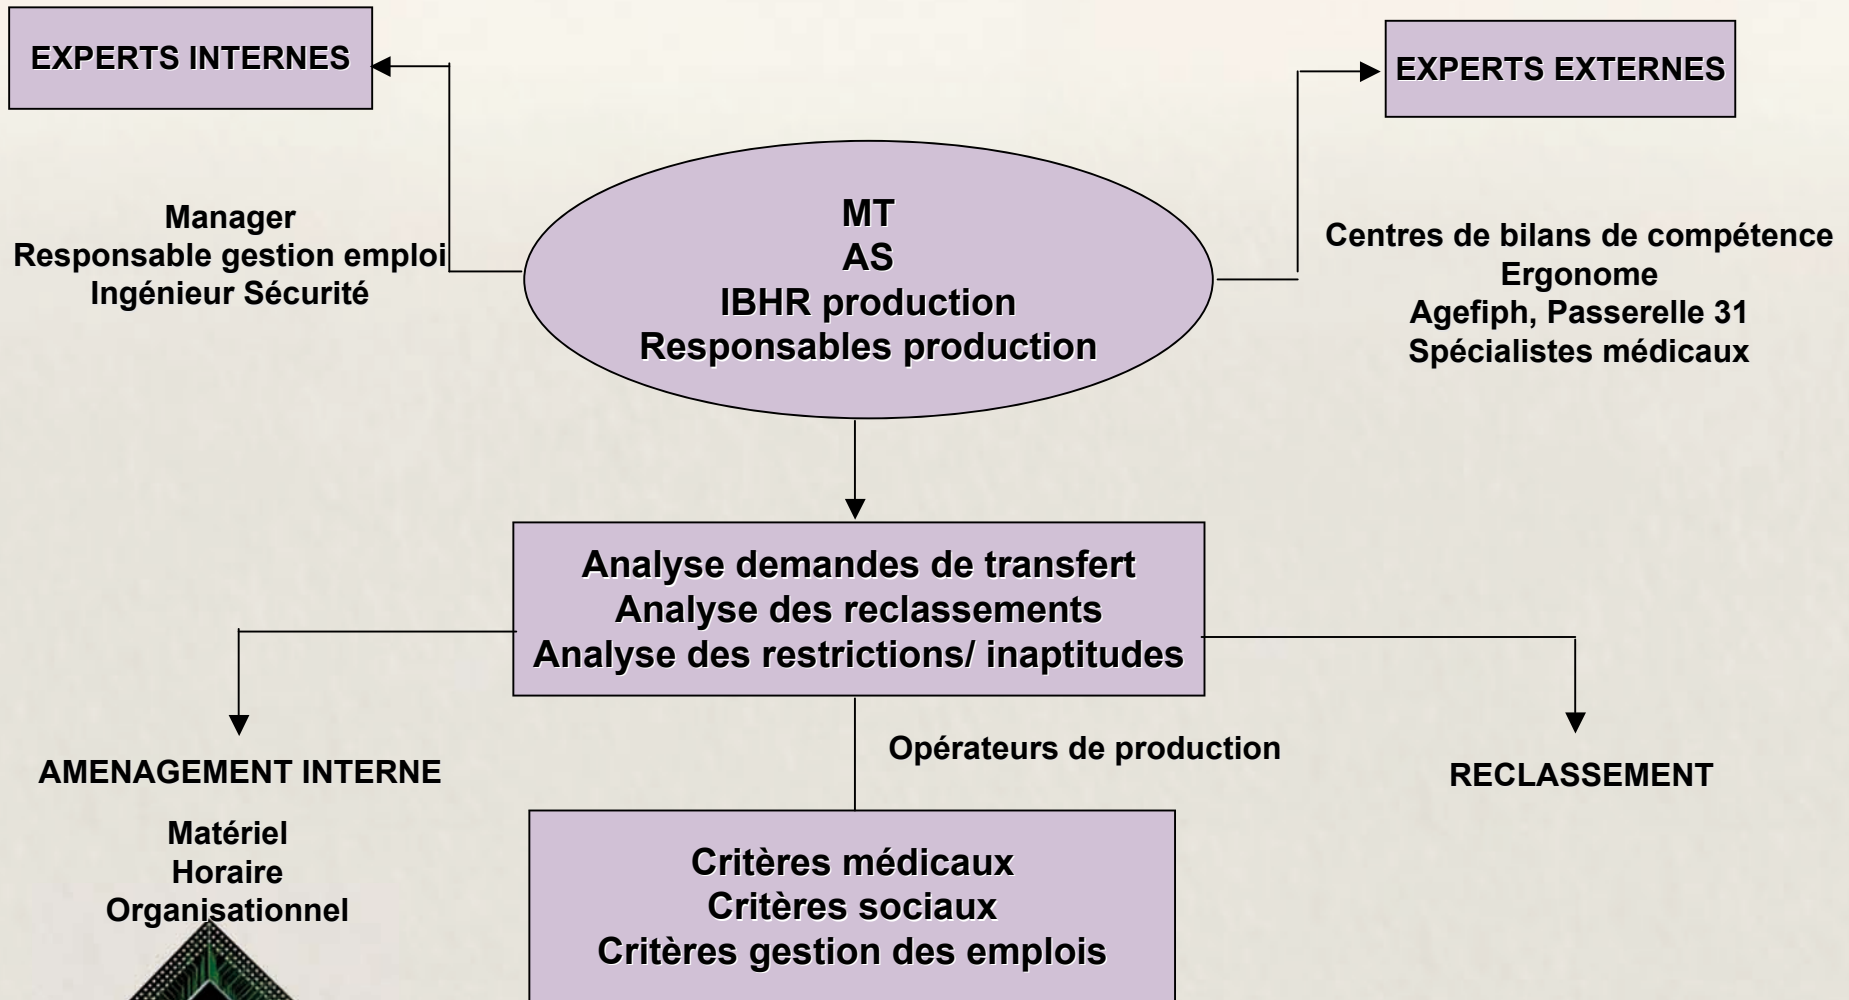 EXPERTS INTERNES
EXPERTS EXTERNES
Manager
Responsable gestion emploi
Ingénieur Sécurité
MT
AS
IBHR production
Responsables production
Centres de bilans de compétence
Ergonome
Agefiph, Passerelle 31
Spécialistes médicaux
Analyse demandes de transfert
Analyse des reclassements
Analyse des restrictions/ inaptitudes
Opérateurs de production
AMENAGEMENT INTERNE
Matériel
Horaire
Organisationnel
RECLASSEMENT
Critères médicaux
Critères sociaux
Critères gestion des emplois